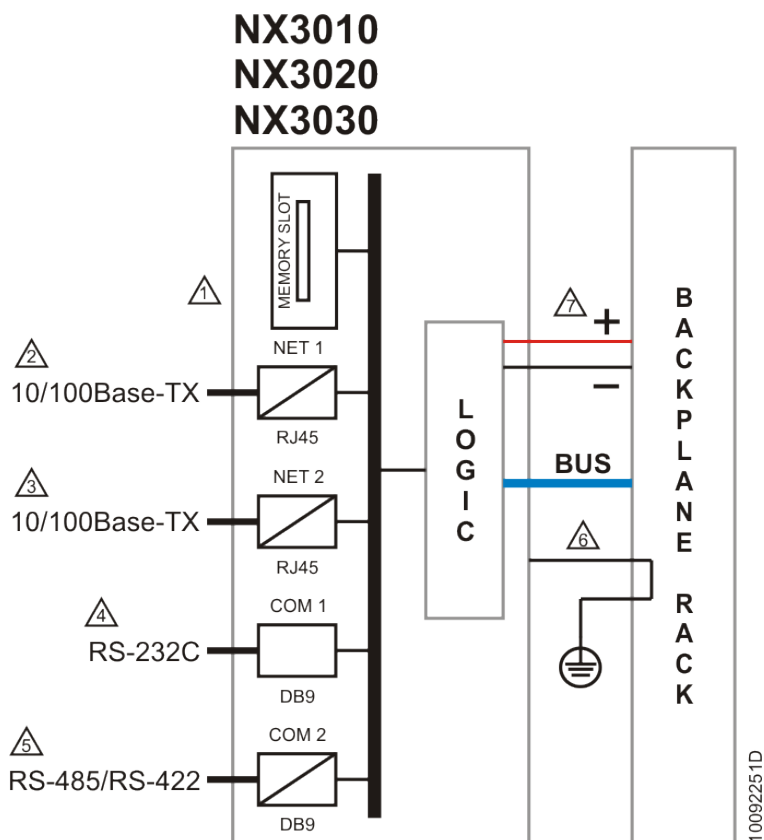 NX3010
NX3020
NX3030
MEMORY SLOT
1
NET 1
2
10/100Base-TX
RJ45
NET 2
3
10/100Base-TX
RJ45
COM 1
4
RS-232C
DB9
COM 2
5
RS-485/RS-422
DB9
LOGIC
7
+
−
BUS
6
BACKPLANE RACK
10092251D